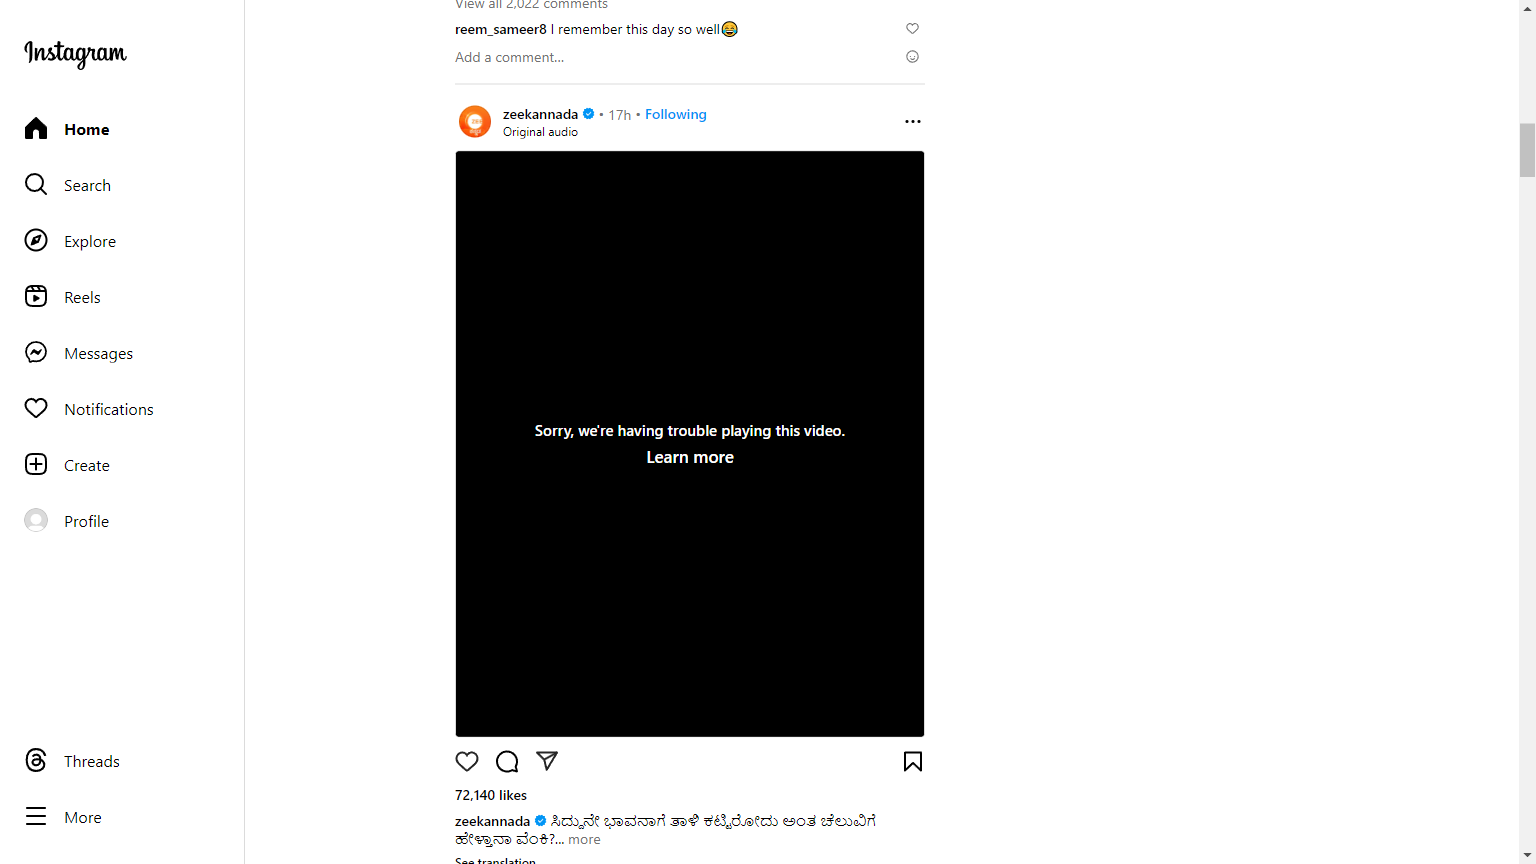 Instagram
Home
Search
Explore
Reels
Messages
Notifications
Create
Profile
Threads
More
View all 2,022 comments
reem_sameer8 I remember this day so well😂
Add a comment...
zeekannada • 17h • Following
Original audio
Sorry, we're having trouble playing this video.
Learn more
72,140 likes
zeekannada ಸಿದ್ದುನೇ ಭಾವನಾಗೆ ತಾಳಿ ಕಟ್ಟಿರೋದು ಅಂತ ಚೆಲುವಿಗೆ
ಹೇಳ್ತಾನಾ ವೆಂಕಿ?... more
See translation